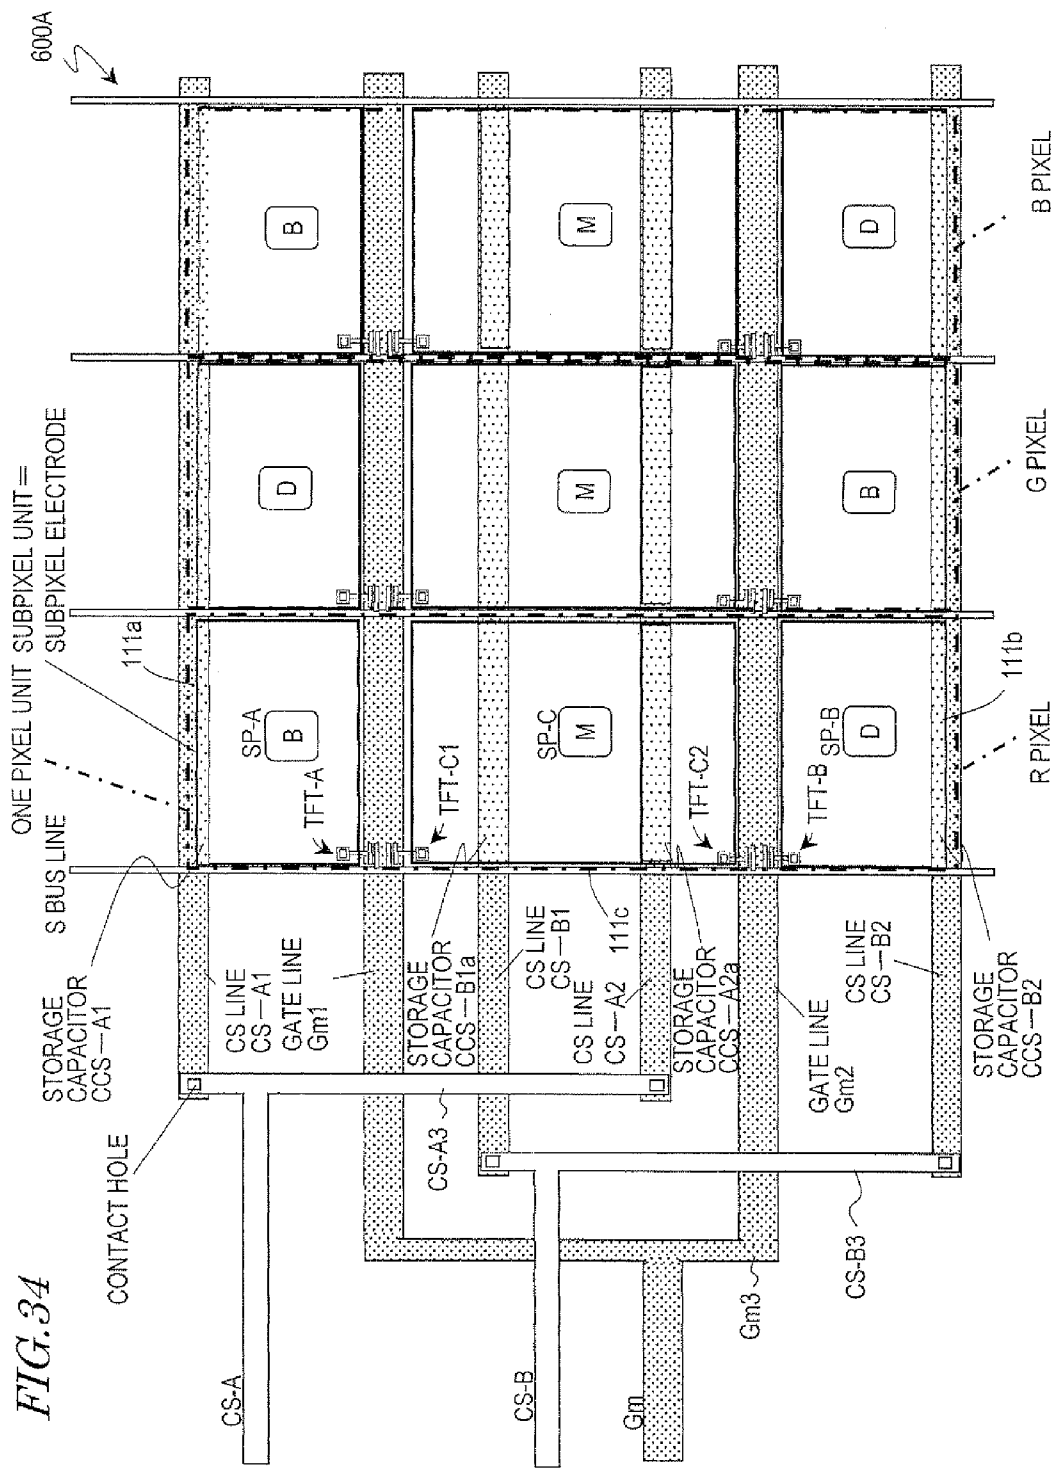 FIG.34
600A
ONE PIXEL UNIT
SUBPIXEL UNIT=
SUBPIXEL ELECTRODE
S BUS LINE
111a
STORAGE
CAPACITOR
CCS—A1
CONTACT HOLE
CS LINE
CS—A1
GATE LINE
Gm1
STORAGE
CAPACITOR
CCS—B1a
CS LINE
CS—B1
CS LINE
CS—A2
111c
STORAGE
CAPACITOR
CCS—A2a
GATE LINE
Gm2
CS LINE
CS—B2
STORAGE
CAPACITOR
CCS—B2
CS-A
CS-A3
CS-B
CS-B3
Gm
Gm3
TFT-A
TFT-C1
TFT-C2
TFT-B
SP-A
B
SP-C
M
SP-B
D
D
M
B
B
M
D
111b
R PIXEL
G PIXEL
B PIXEL